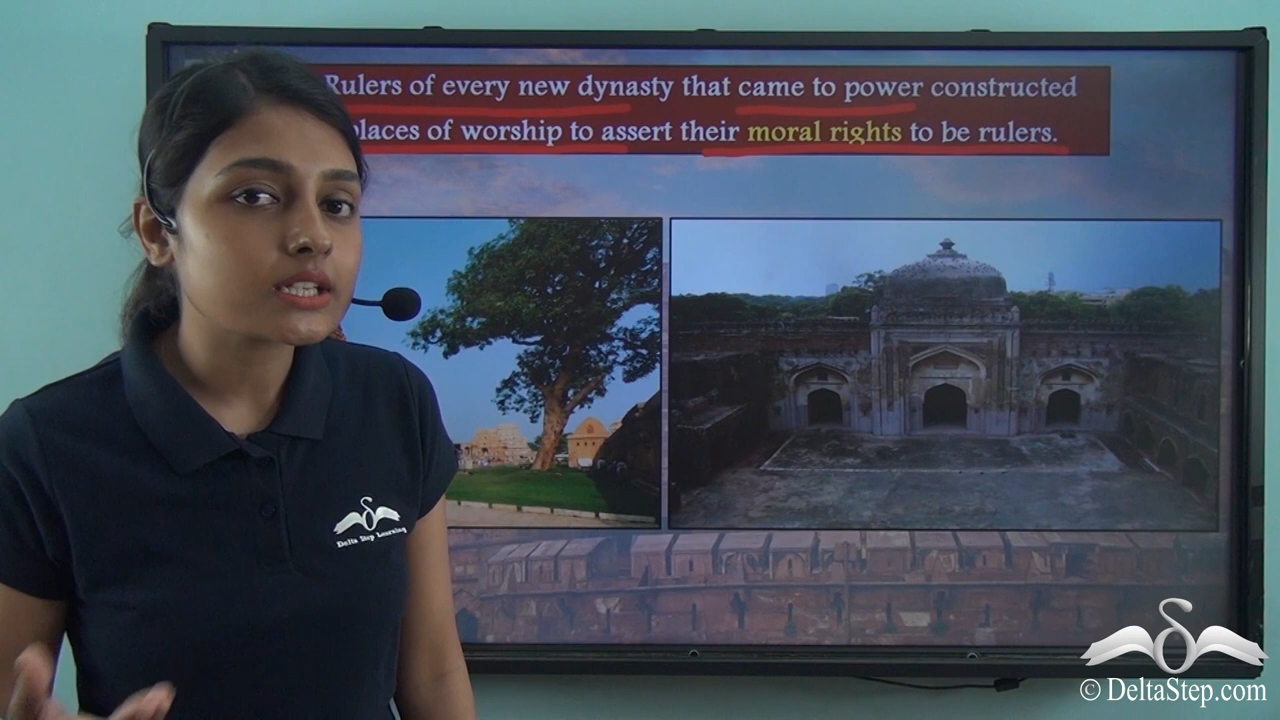 Rulers of every new dynasty that came to power constructed
places of worship to assert their moral rights to be rulers.
Delta Step Learning
© DeltaStep.com